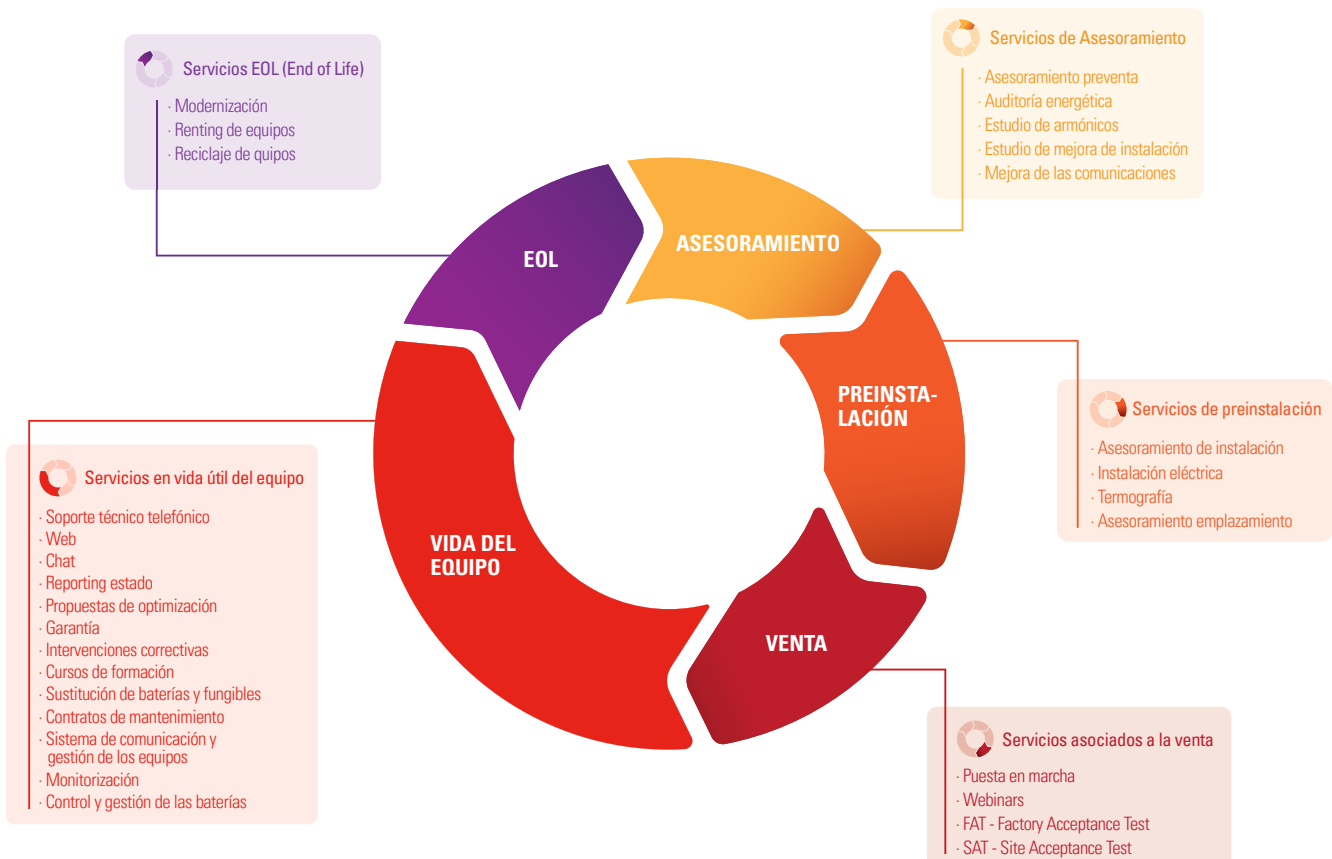 Servicios EOL (End of Life)
· Modernización
· Renting de equipos
· Reciclaje de quipos
Servicios de Asesoramiento
· Asesoramiento preventa
· Auditoría energética
· Estudio de armónicos
· Estudio de mejora de instalación
· Mejora de las comunicaciones
EOL
ASESORAMIENTO
PREINSTA-
LACIÓN
VENTA
VIDA DEL
EQUIPO
Servicios de preinstalación
· Asesoramiento de instalación
· Instalación eléctrica
· Termografía
· Asesoramiento emplazamiento
Servicios en vida útil del equipo
· Soporte técnico telefónico
· Web
· Chat
· Reporting estado
· Propuestas de optimización
· Garantía
· Intervenciones correctivas
· Cursos de formación
· Sustitución de baterías y fungibles
· Contratos de mantenimiento
· Sistema de comunicación y
gestión de los equipos
· Monitorización
· Control y gestión de las baterías
Servicios asociados a la venta
· Puesta en marcha
· Webinars
· FAT - Factory Acceptance Test
· SAT - Site Acceptance Test